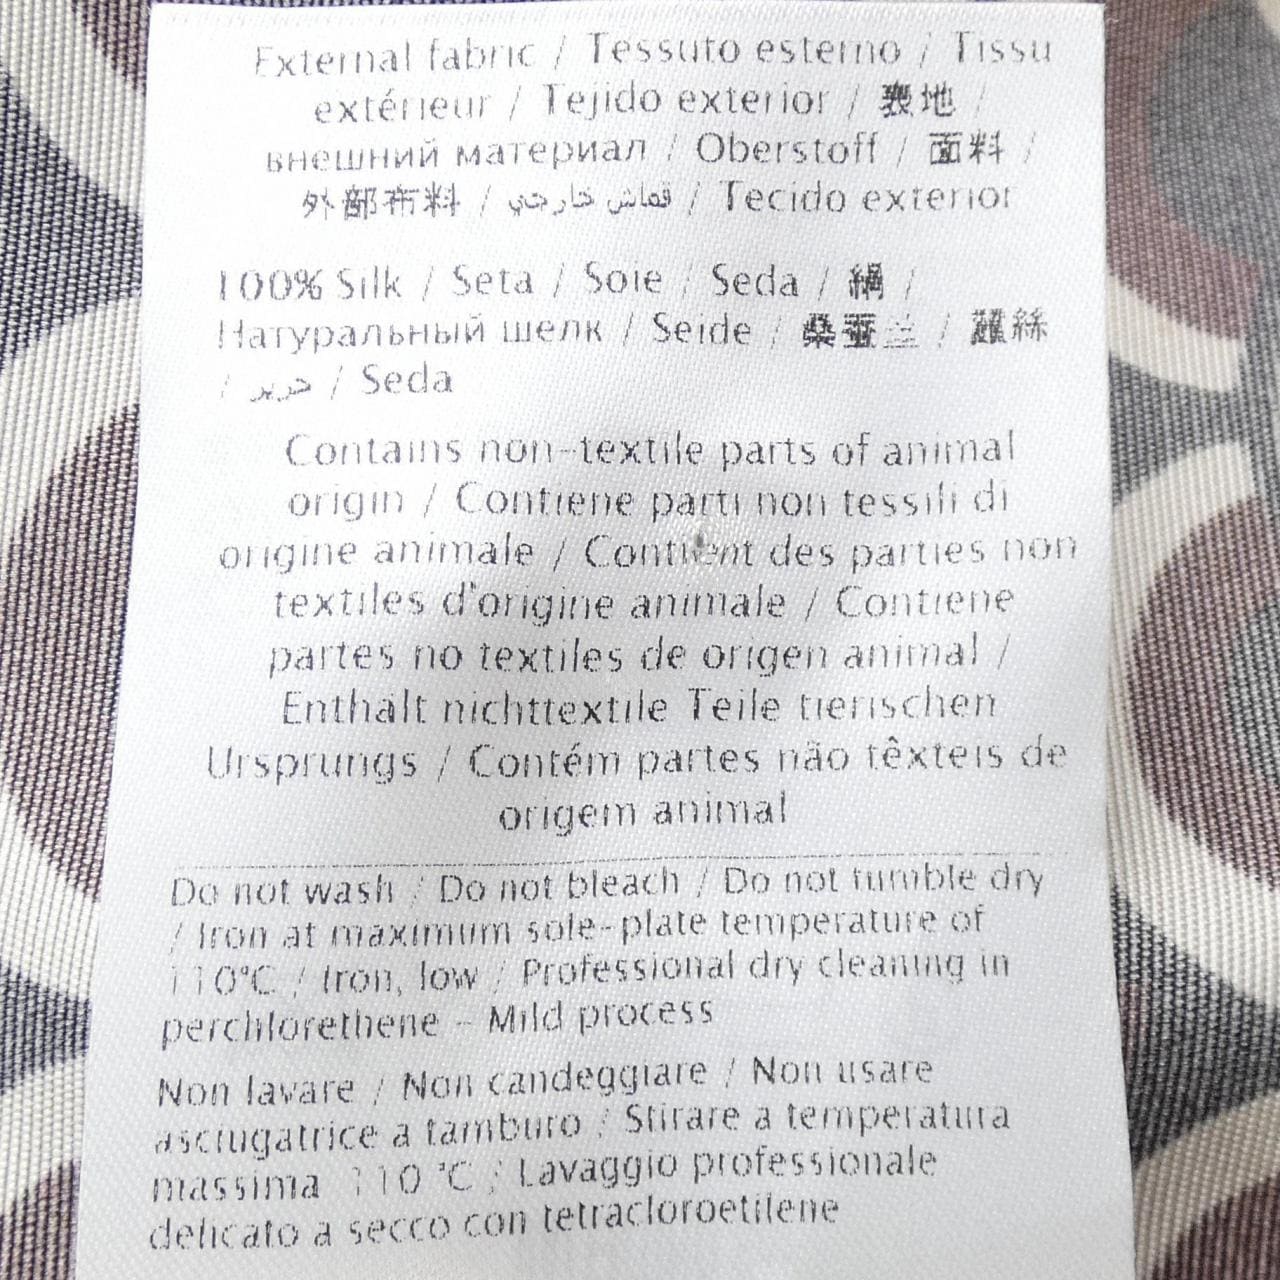 External fabric / Tessuto esterno / Tissu
extérieur / Tejido exterior / 表地 /
внешний материал / Oberstoff / 面料 /
外部布料 / قماش خارجي / Tecido exterior
100% Silk / Seta / Soie / Seda / 絹 /
Натуральный шелк / Seide / 桑蚕丝 / 蠶絲
/ حرير / Seda
Contains non-textile parts of animal
origin / Contiene parti non tessili di
origine animale / Contient des parties non
textiles d'origine animale / Contiene
partes no textiles de origen animal /
Enthält nichttextile Teile tierischen
Ursprungs / Contém partes não têxteis de
origem animal
Do not wash / Do not bleach / Do not tumble dry
/ Iron at maximum sole-plate temperature of
110°C / Iron, low / Professional dry cleaning in
perchlorethene - Mild process
Non lavare / Non candeggiare / Non usare
asciugatrice a tamburo / Stirare a temperatura
massima 110 °C / Lavaggio professionale
delicato a secco con tetracloroetilene